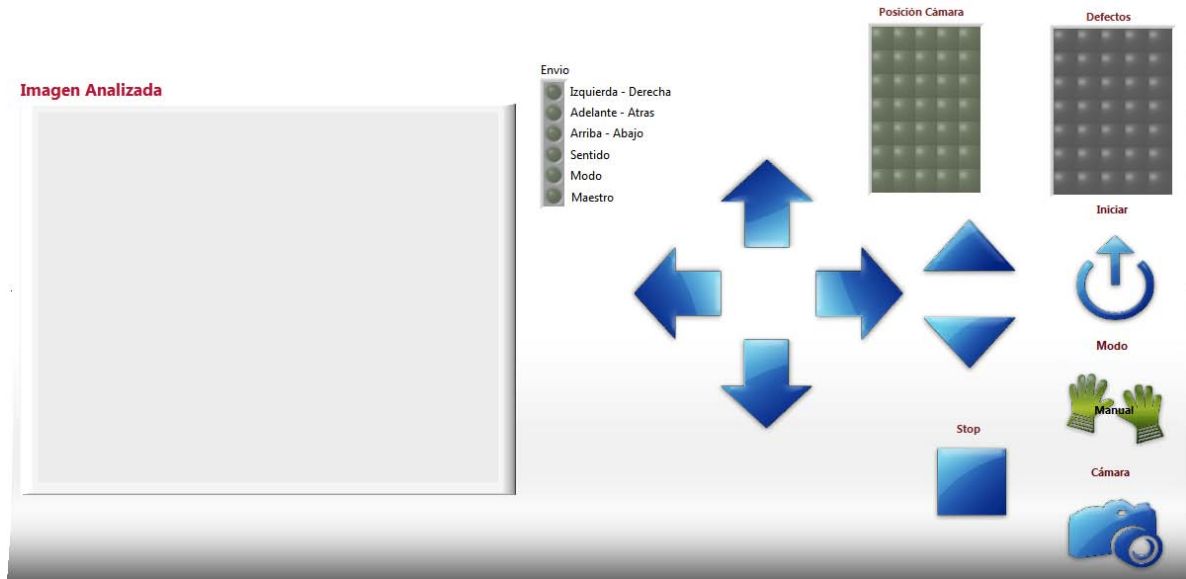 Posición Cámara
Defectos
Envio
Izquierda - Derecha
Adelante - Atras
Arriba - Abajo
Sentido
Modo
Maestro
Imagen Analizada
Iniciar
Modo
Manual
Stop
Cámara